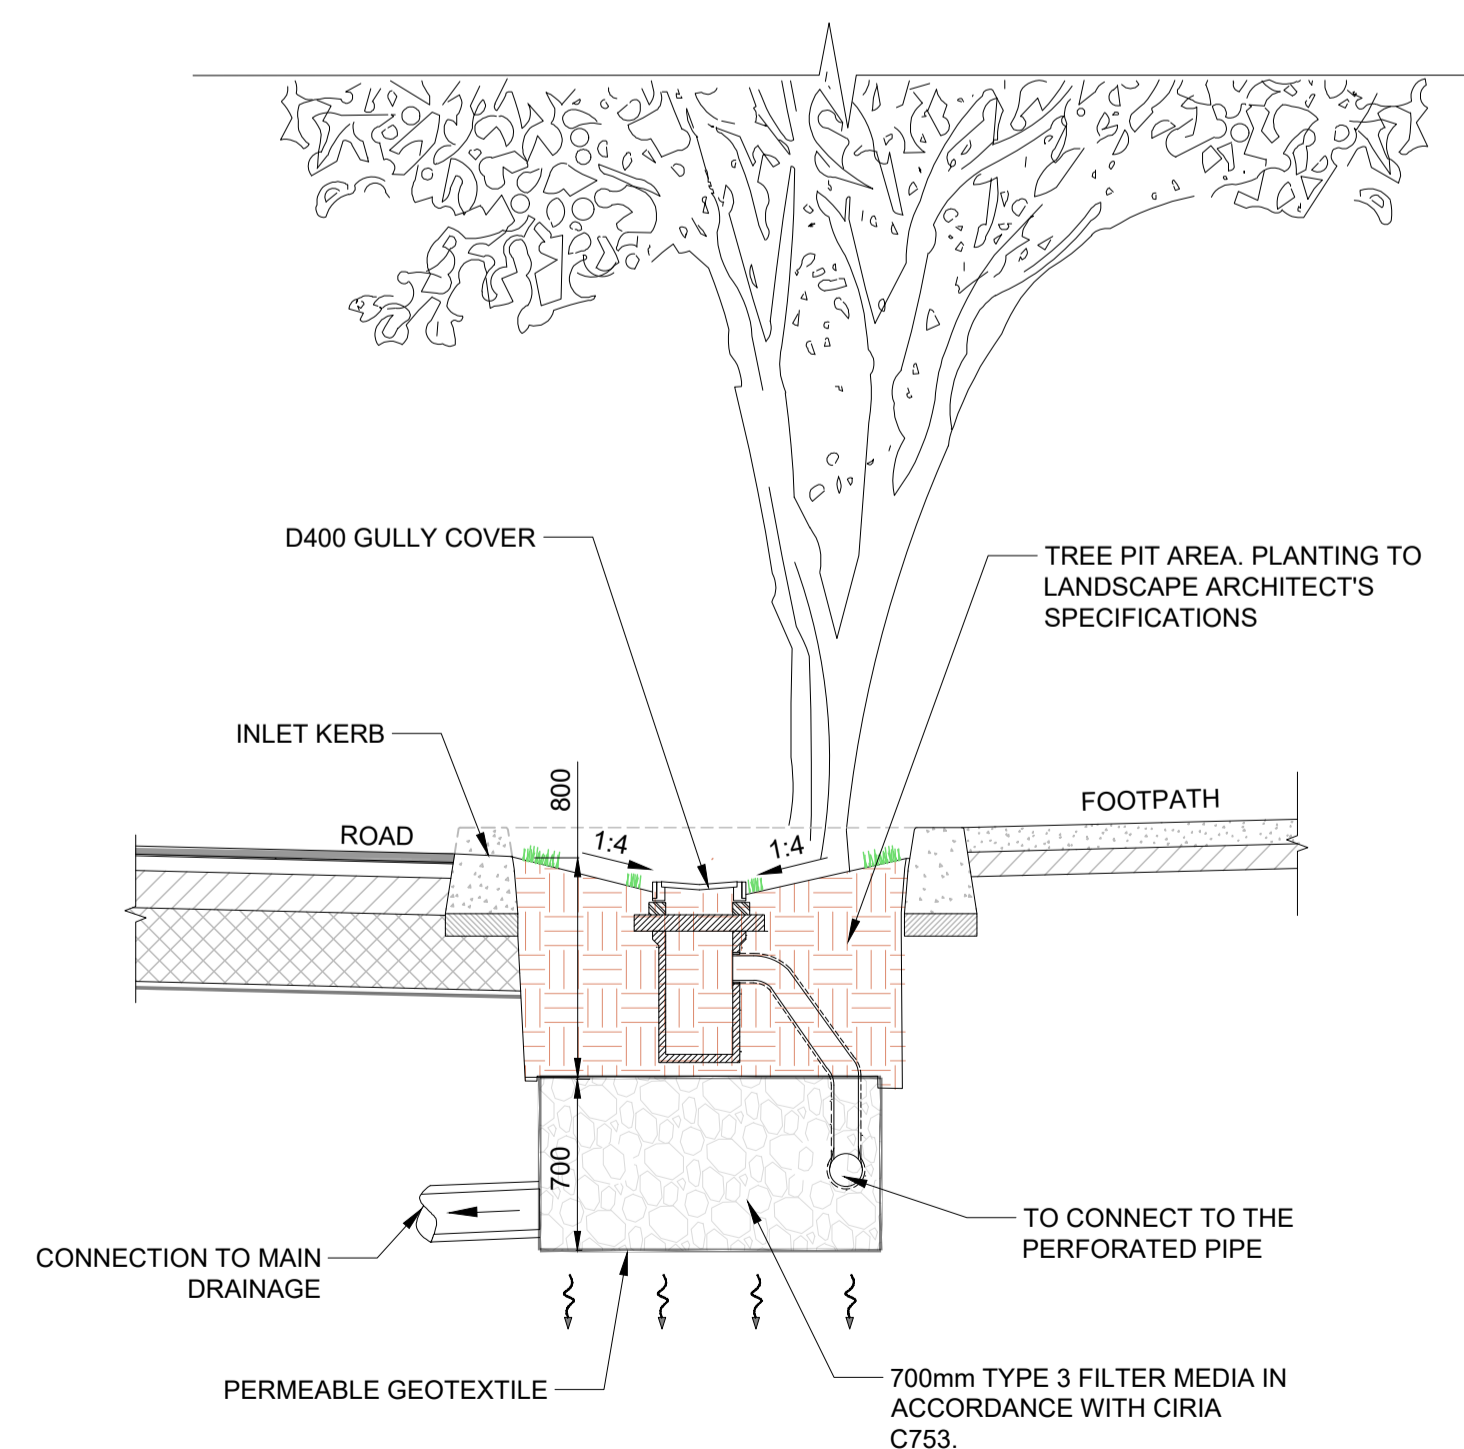 D400 GULLY COVER
TREE PIT AREA. PLANTING TO
LANDSCAPE ARCHITECT'S
SPECIFICATIONS
INLET KERB
800
FOOTPATH
ROAD
1:4
1:4
700
TO CONNECT TO THE
PERFORATED PIPE
CONNECTION TO MAIN
DRAINAGE
PERMEABLE GEOTEXTILE
700mm TYPE 3 FILTER MEDIA IN
ACCORDANCE WITH CIRIA
C753.